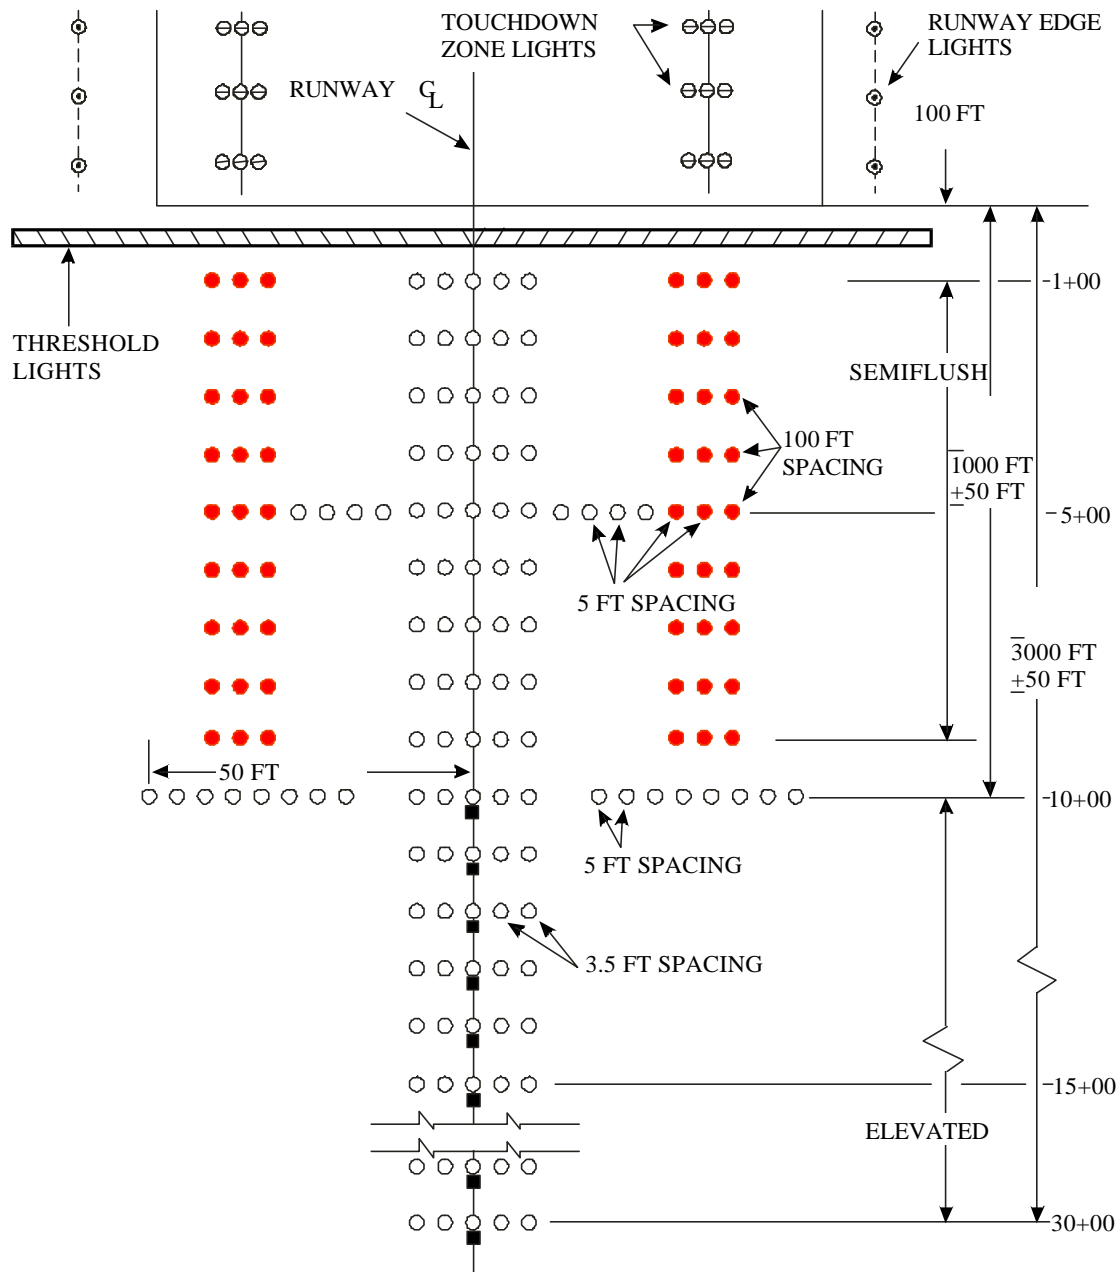 TOUCHDOWN
ZONE LIGHTS
RUNWAY EDGE
LIGHTS
RUNWAY CL
100 FT
1+00
THRESHOLD
LIGHTS
SEMIFLUSH
100 FT
SPACING
1000 FT
+50 FT
5+00
5 FT SPACING
3000 FT
+50 FT
50 FT
10+00
5 FT SPACING
3.5 FT SPACING
15+00
ELEVATED
30+00